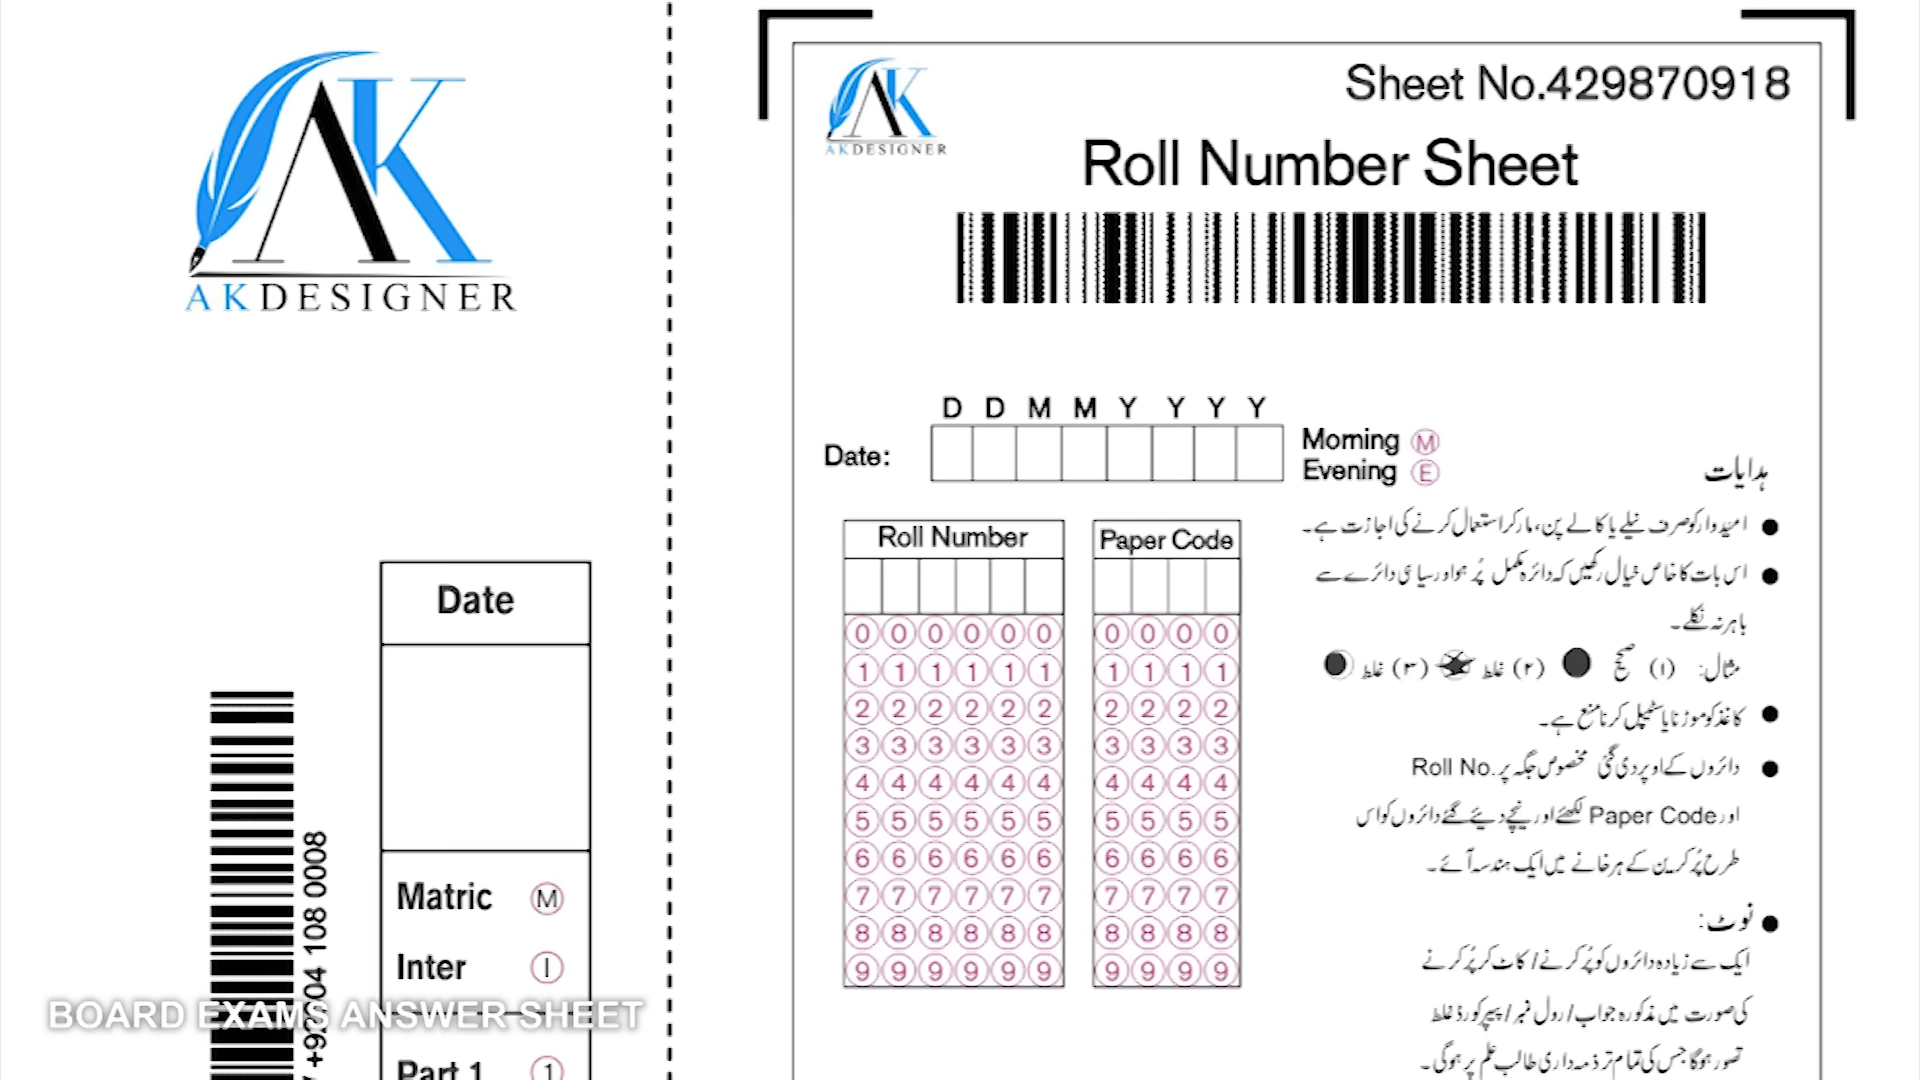 AKDESIGNER
Date
Matric M
Inter I
Part 1 1
04 108 0008
BOARD EXAMS ANSWER SHEET
AKDESIGNER
Sheet No.429870918
Roll Number Sheet
D D M M Y Y Y Y
Date:
Morning M
Evening E
Roll Number
0 0 0 0 0 0
1 1 1 1 1 1
2 2 2 2 2 2
3 3 3 3 3 3
4 4 4 4 4 4
5 5 5 5 5 5
6 6 6 6 6 6
7 7 7 7 7 7
8 8 8 8 8 8
9 9 9 9 9 9
Paper Code
0 0 0 0
1 1 1 1
2 2 2 2
3 3 3 3
4 4 4 4
5 5 5 5
6 6 6 6
7 7 7 7
8 8 8 8
9 9 9 9
ہدایات
● امیدوار کو صرف نیلے یا کالے پن، مارکر استعمال کرنے کی اجازت ہے۔
● اس بات کا خاص خیال رکھیں کہ دائرہ مکمل پُر ہو اور سیاہی دائرے سے
باہر نہ نکلے۔
مثال: (۱) صحیح (۲) غلط (۳) غلط
● کاغذ کو موڑنا یا سٹیپل کرنا منع ہے۔
● دائروں کے اوپر دی گئی مخصوص جگہ پر Roll No.
اور Paper Code لکھئے اور نیچے دیئے گئے دائروں کو اس
طرح پُر کرین کے ہر خانے میں ایک ہندسہ آئے۔
● نوٹ:
ایک سے زیادہ دائروں کو پُر کرنے / کاٹ کر پُر کرنے
کی صورت میں مذکورہ جواب / رول نمبر / پیپر کورڈ غلط
تصور ہوگا جس کی تمام تر ذمہ داری طالب علم پر ہوگی۔